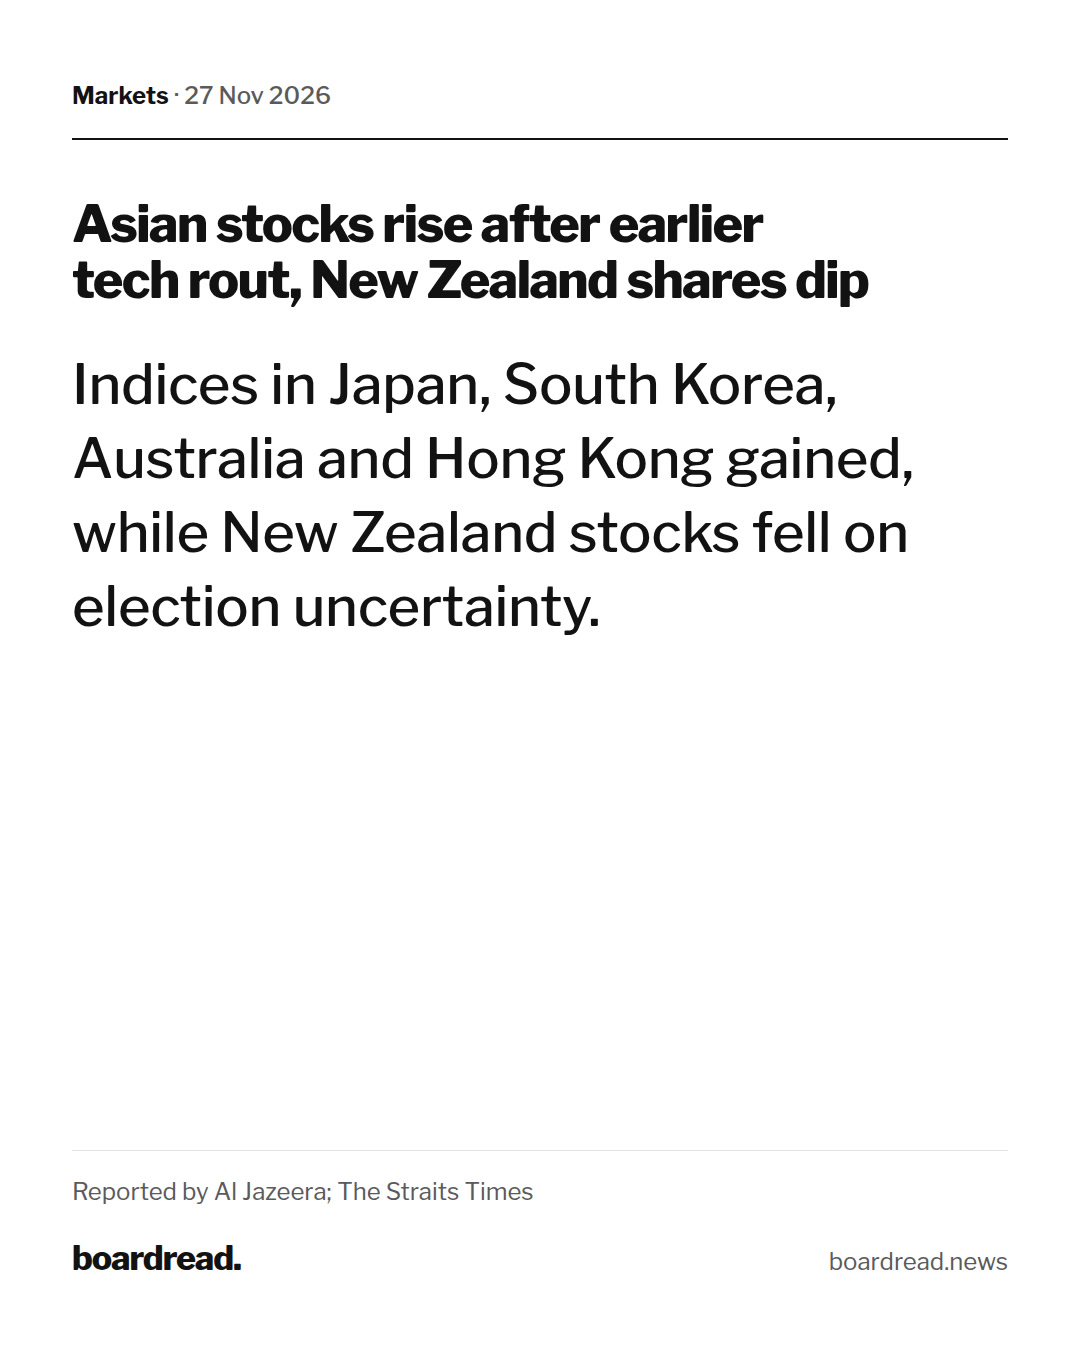 Markets · 27 Nov 2026
Asian stocks rise after earlier
tech rout, New Zealand shares dip
Indices in Japan, South Korea,
Australia and Hong Kong gained,
while New Zealand stocks fell on
election uncertainty.
Reported by Al Jazeera; The Straits Times
boardread.
boardread.news